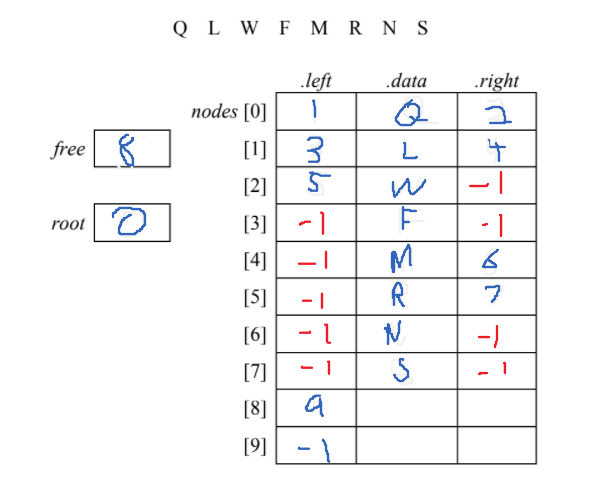 Q L W F M R N S
.left .data .right
nodes [0] 1 Q 2
free 8 [1] 3 L 4
[2] 5 W -1
root 0 [3] -1 F -1
[4] -1 M 6
[5] -1 R 7
[6] -1 N -1
[7] -1 S -1
[8] 9
[9] -1